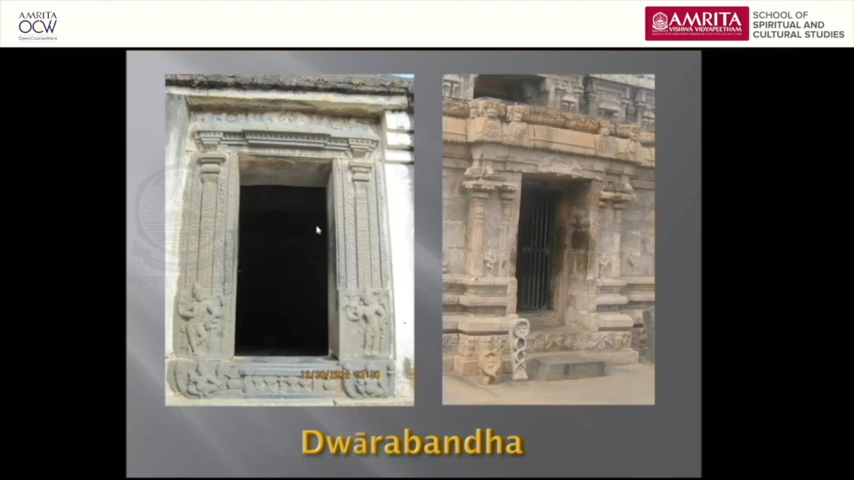 AMRITA
OCW
OpenCourseWare
AMRITA
VISHWA VIDYAPEETHAM
SCHOOL OF
SPIRITUAL AND
CULTURAL STUDIES
Dwārabandha